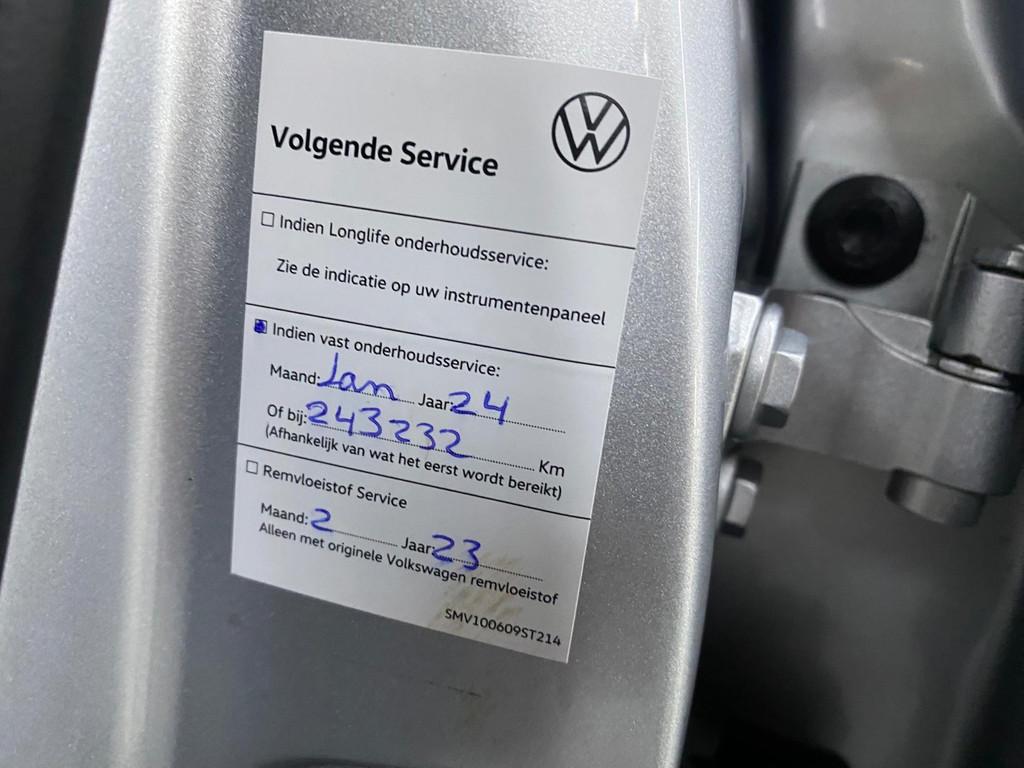 Volgende Service
Indien Longlife onderhoudsservice:
Zie de indicatie op uw instrumentenpaneel
Indien vast onderhoudsservice:
Maand: Jan Jaar: 24
Of bij: 243232 Km
(Afhankelijk van wat het eerst wordt bereikt)
Remvloeistof Service
Maand: 2 Jaar: 23
Alleen met originele Volkswagen remvloeistof
SMV100609ST214